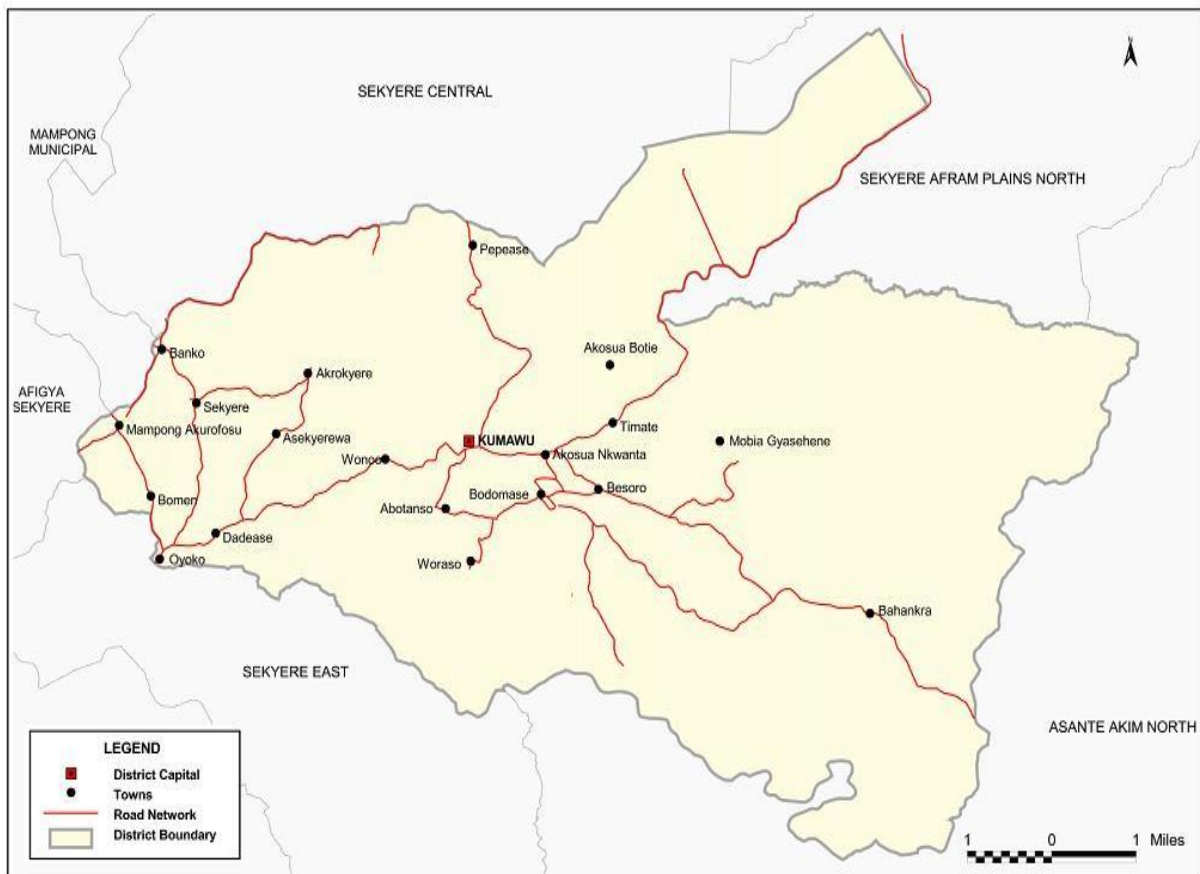 N
SEKYERE CENTRAL
MAMPONG
MUNICIPAL
SEKYERE AFRAM PLAINS NORTH
Pepease
Banko
Akosua Botie
Akrokyere
AFIGYA
SEKYERE
Sekyere
Mampong Akurofosu
Timate
Asekyerewa
KUMAWU
Mobia Gyasehene
Akosua Nkwanta
Wonoo
Bodomase
Besoro
Bomen
Abotanso
Dadease
Oyoko
Woraso
Bahankra
SEKYERE EAST
ASANTE AKIM NORTH
LEGEND
District Capital
Towns
Road Network
District Boundary
1 0 1 Miles